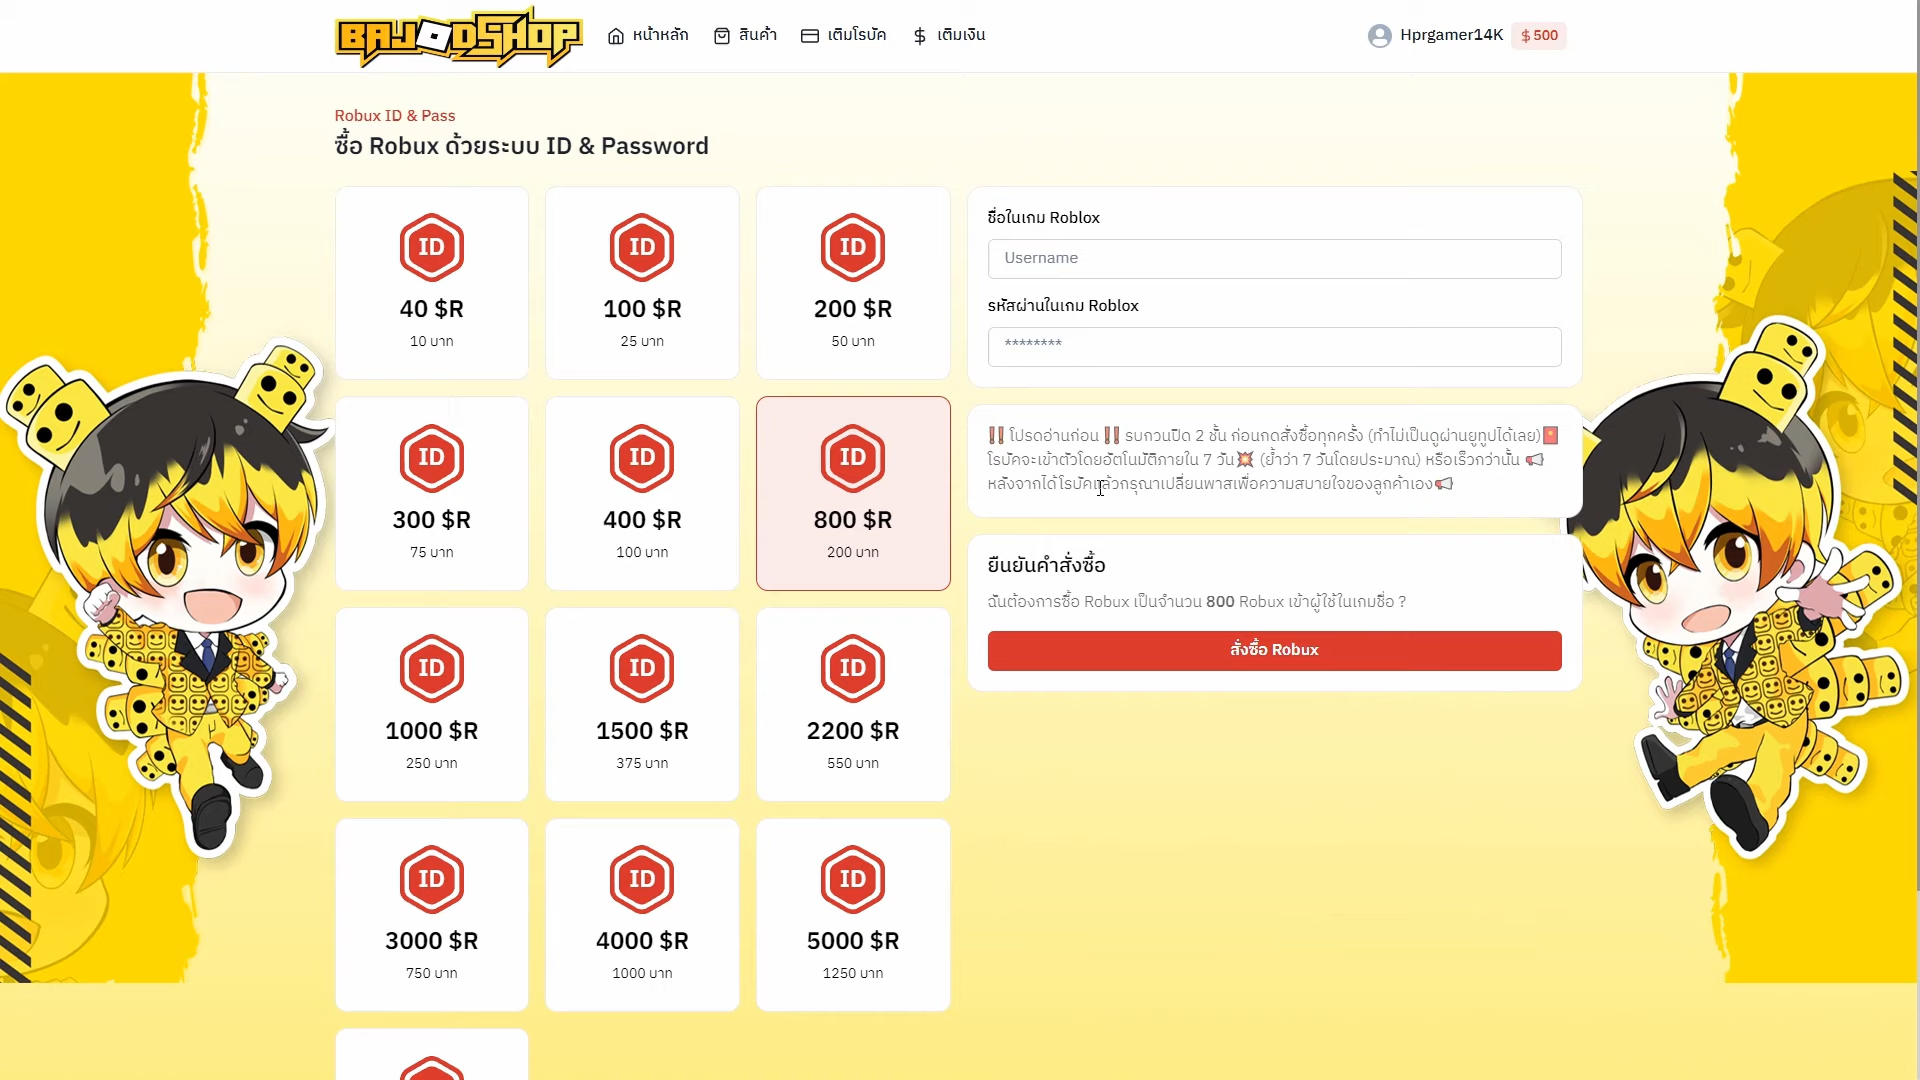 BAJODSHOP
หน้าหลัก
สินค้า
เติมโรบัค
เติมเงิน
Hprgamer14K
$ 500
Robux ID & Pass
ซื้อ Robux ด้วยระบบ ID & Password
ID
40 $R
10 บาท
ID
100 $R
25 บาท
ID
200 $R
50 บาท
ID
300 $R
75 บาท
ID
400 $R
100 บาท
ID
800 $R
200 บาท
ID
1000 $R
250 บาท
ID
1500 $R
375 บาท
ID
2200 $R
550 บาท
ID
3000 $R
750 บาท
ID
4000 $R
1000 บาท
ID
5000 $R
1250 บาท
ชื่อในเกม Roblox
Username
รหัสผ่านในเกม Roblox
********
‼️ โปรดอ่านก่อน ‼️ รบกวนปิด 2 ชั้น ก่อนกดสั่งซื้อทุกครั้ง (ทำไม่เป็นดูผ่านยูทูปได้เลย)🧧
โรบัคจะเข้าตัวโดยอัตโนมัติภายใน 7 วัน💥 (ย้ำว่า 7 วันโดยประมาณ) หรือเร็วกว่านั้น 📢
หลังจากได้โรบัคแล้วกรุณาเปลี่ยนพาสเพื่อความสบายใจของลูกค้าเอง📢
ยืนยันคำสั่งซื้อ
ฉันต้องการซื้อ Robux เป็นจำนวน 800 Robux เข้าผู้ใช้ในเกมชื่อ ?
สั่งซื้อ Robux